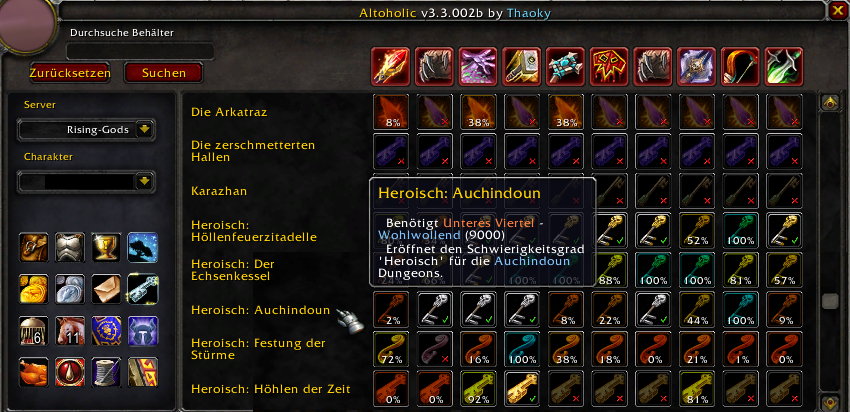 Altoholic v3.3.002b by Thaoky
Durchsuche Behälter
Zurücksetzen Suchen
Server
Rising-Gods
Charakter
6 11
Die Arkatraz 8% 38% 38%
Die zerschmetterten
Hallen
Karazhan
Heroisch:
Höllenfeuerzitadelle 52% 100%
Heroisch: Der
Echsenkessel 88% 100% 100% 81% 57%
Heroisch: Auchindoun
Benötigt Unteres Viertel -
Wohlwollend (9000)
Eröffnet den Schwierigkeitsgrad
'Heroisch' für die Auchindoun
Dungeons.
Heroisch: Auchindoun 2% 8% 22% 44% 100% 9%
Heroisch: Festung der
Stürme 72% 16% 100% 38% 18% 0% 21% 1% 0%
Heroisch: Höhlen der Zeit 0% 0% 92% 81%